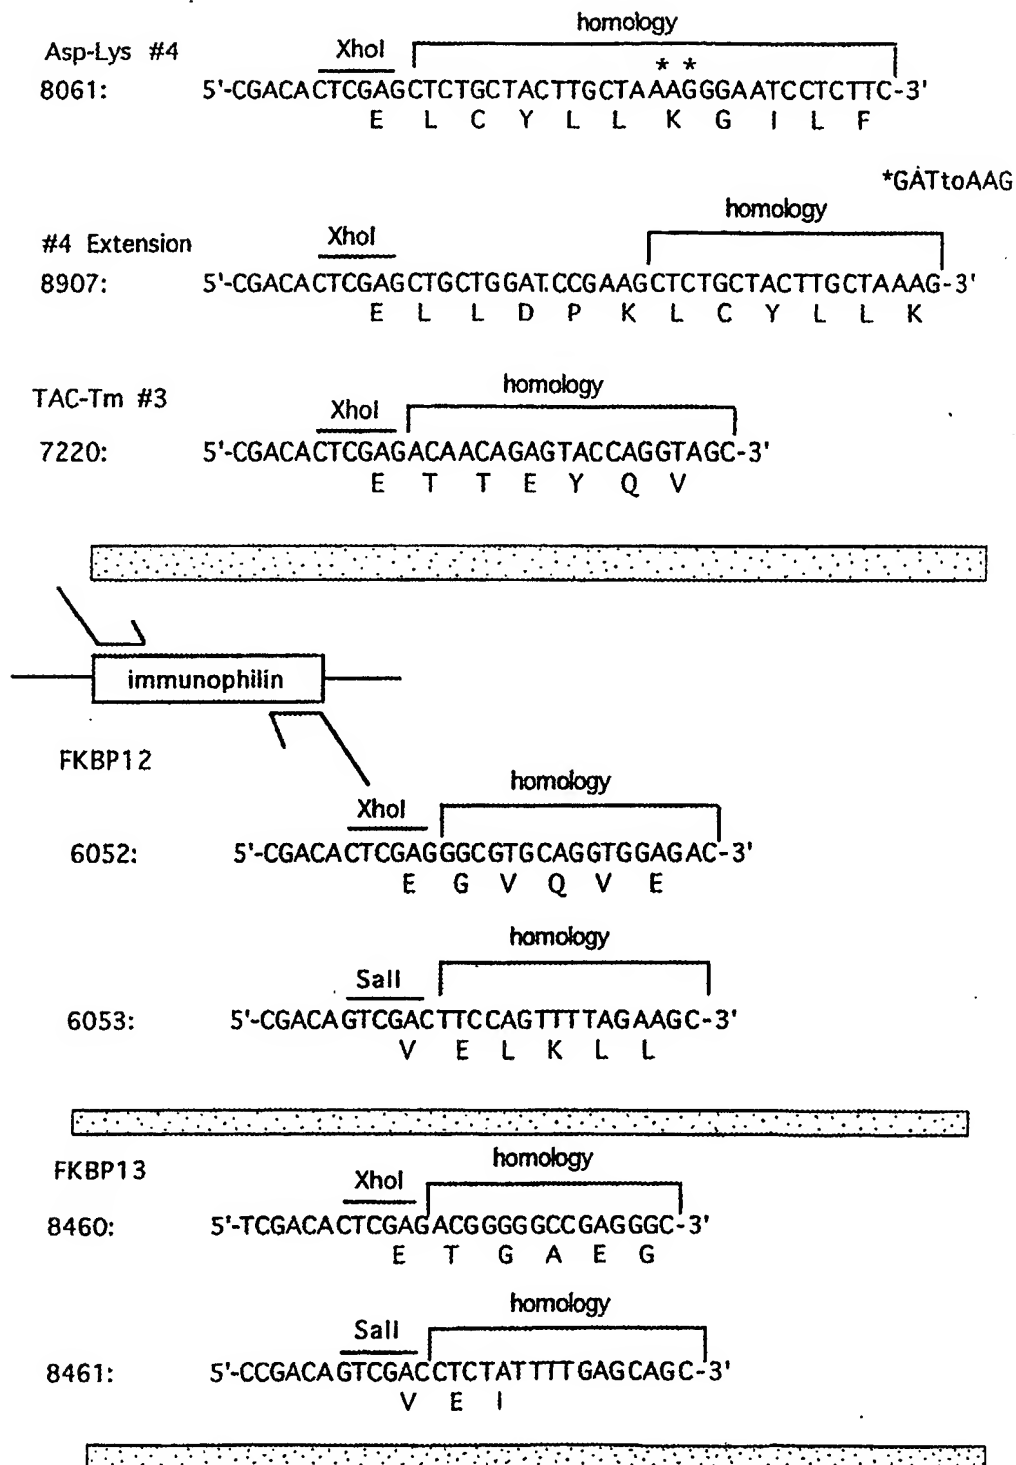 homology
Asp-Lys #4 XhoI
* *
8061: 5'-CGACACTCGAGCTCTGCTACTTGCTAAAGGGAATCCTCTTC-3'
E L C Y L L K G I L F
*GATtoAAG
homology
#4 Extension XhoI
8907: 5'-CGACACTCGAGCTGCTGGATCCGAAGCTCTGCTACTTGCTAAAG-3'
E L L D P K L C Y L L K
homology
TAC-Tm #3 XhoI
7220: 5'-CGACACTCGAGACAACAGAGTACCAGGTAGC-3'
E T T E Y Q V
immunophilin
FKBP12
homology
XhoI
6052: 5'-CGACACTCGAGGGCGTGCAGGTGGAGAC-3'
E G V Q V E
homology
SalI
6053: 5'-CGACAGTCGACTTCCAGTTTTAGAAGC-3'
V E L K L L
FKBP13
homology
XhoI
8460: 5'-TCGACACTCGAGACGGGGGCCGAGGGC-3'
E T G A E G
homology
SalI
8461: 5'-CCGACAGTCGACCTCTATTTTGAGCAGC-3'
V E I